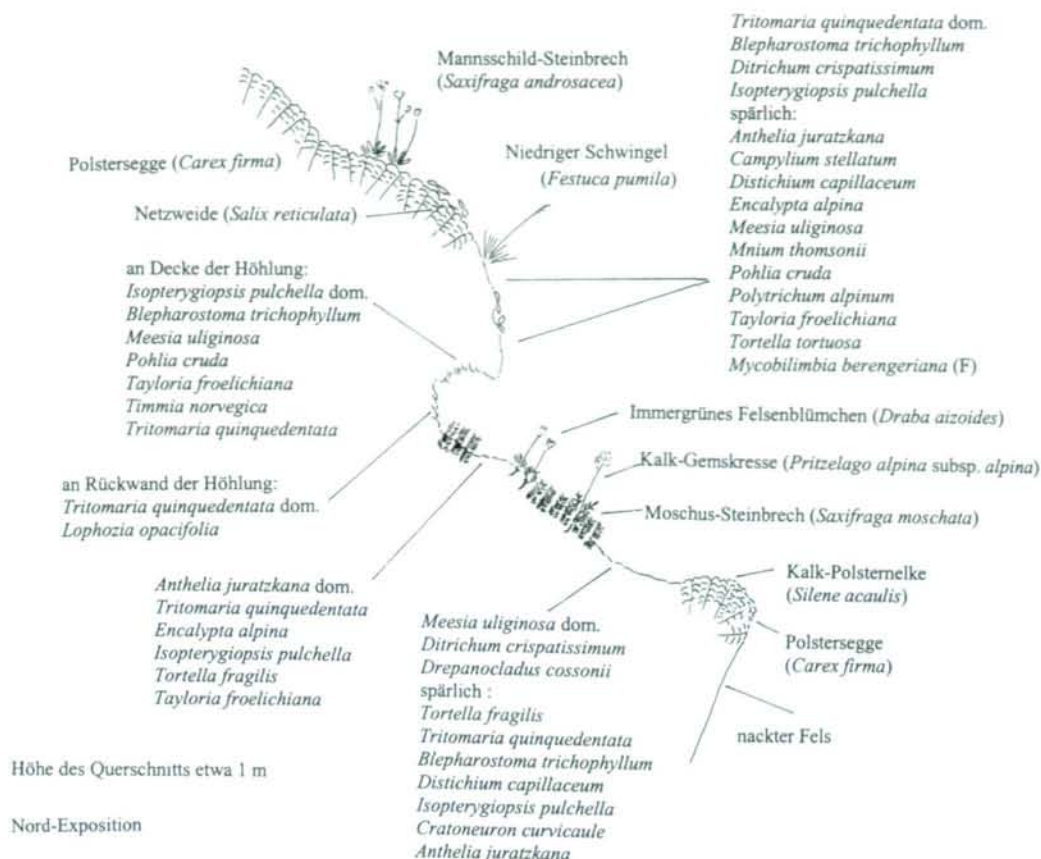 Mannsschild-Steinbrech
(Saxifraga androsacea)
Polstersegge (Carex firma)
Netzweide (Salix reticulata)
Niedriger Schwingel
(Festuca pumila)
Tritomaria quinquedentata dom.
Blepharostoma trichophyllum
Ditrichum crispatissimum
Isopterygiopsis pulchella
spärlich:
Anthelia juratzkana
Campylium stellatum
Distichium capillaceum
Encalypta alpina
Meesia uliginosa
Mnium thomsonii
Pohlia cruda
Polytrichum alpinum
Tayloria froelichiana
Tortella tortuosa
Mycobilimbia berengeriana (F)
an Decke der Höhlung:
Isopterygiopsis pulchella dom.
Blepharostoma trichophyllum
Meesia uliginosa
Pohlia cruda
Tayloria froelichiana
Timmia norvegica
Tritomaria quinquedentata
an Rückwand der Höhlung:
Tritomaria quinquedentata dom.
Lophozia opacifolia
Immergrünes Felsenblümchen (Draba aizoides)
Kalk-Gemskresse (Pritzelago alpina subsp. alpina)
Moschus-Steinbrech (Saxifraga moschata)
Anthelia juratzkana dom.
Tritomaria quinquedentata
Encalypta alpina
Isopterygiopsis pulchella
Tortella fragilis
Tayloria froelichiana
Meesia uliginosa dom.
Ditrichum crispatissimum
Drepanocladus cossonii
spärlich :
Tortella fragilis
Tritomaria quinquedentata
Blepharostoma trichophyllum
Distichium capillaceum
Isopterygiopsis pulchella
Cratoneuron curvicaule
Anthelia juratzkana
Kalk-Polsternelke
(Silene acaulis)
Polstersegge
(Carex firma)
nackter Fels
Höhe des Querschnitts etwa 1 m
Nord-Exposition